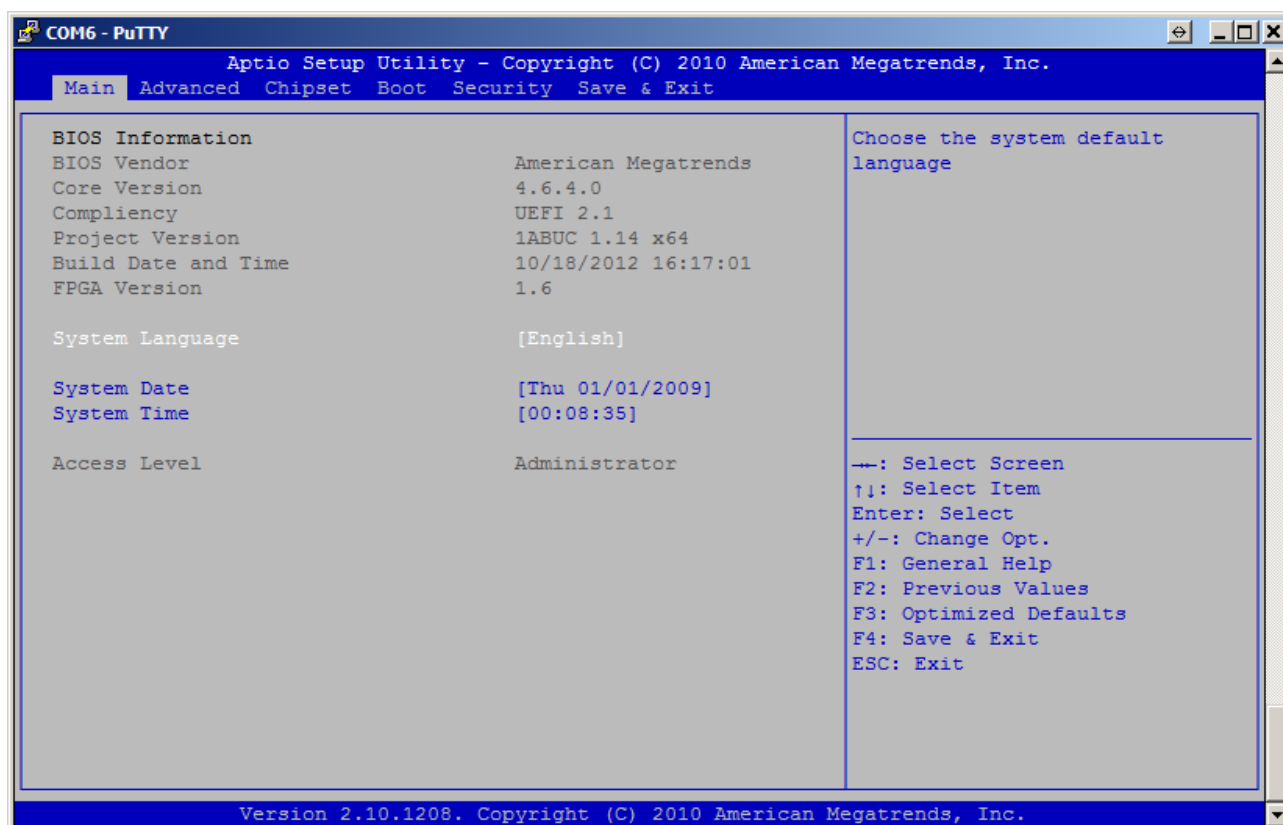 COM6 - PuTTY
Aptio Setup Utility - Copyright (C) 2010 American Megatrends, Inc.
Main Advanced Chipset Boot Security Save & Exit
BIOS Information
BIOS Vendor American Megatrends
Core Version 4.6.4.0
Compliency UEFI 2.1
Project Version 1ABUC 1.14 x64
Build Date and Time 10/18/2012 16:17:01
FPGA Version 1.6
System Language [English]
System Date [Thu 01/01/2009]
System Time [00:08:35]
Access Level Administrator
Choose the system default
language
→←: Select Screen
↑↓: Select Item
Enter: Select
+/-: Change Opt.
F1: General Help
F2: Previous Values
F3: Optimized Defaults
F4: Save & Exit
ESC: Exit
Version 2.10.1208. Copyright (C) 2010 American Megatrends, Inc.